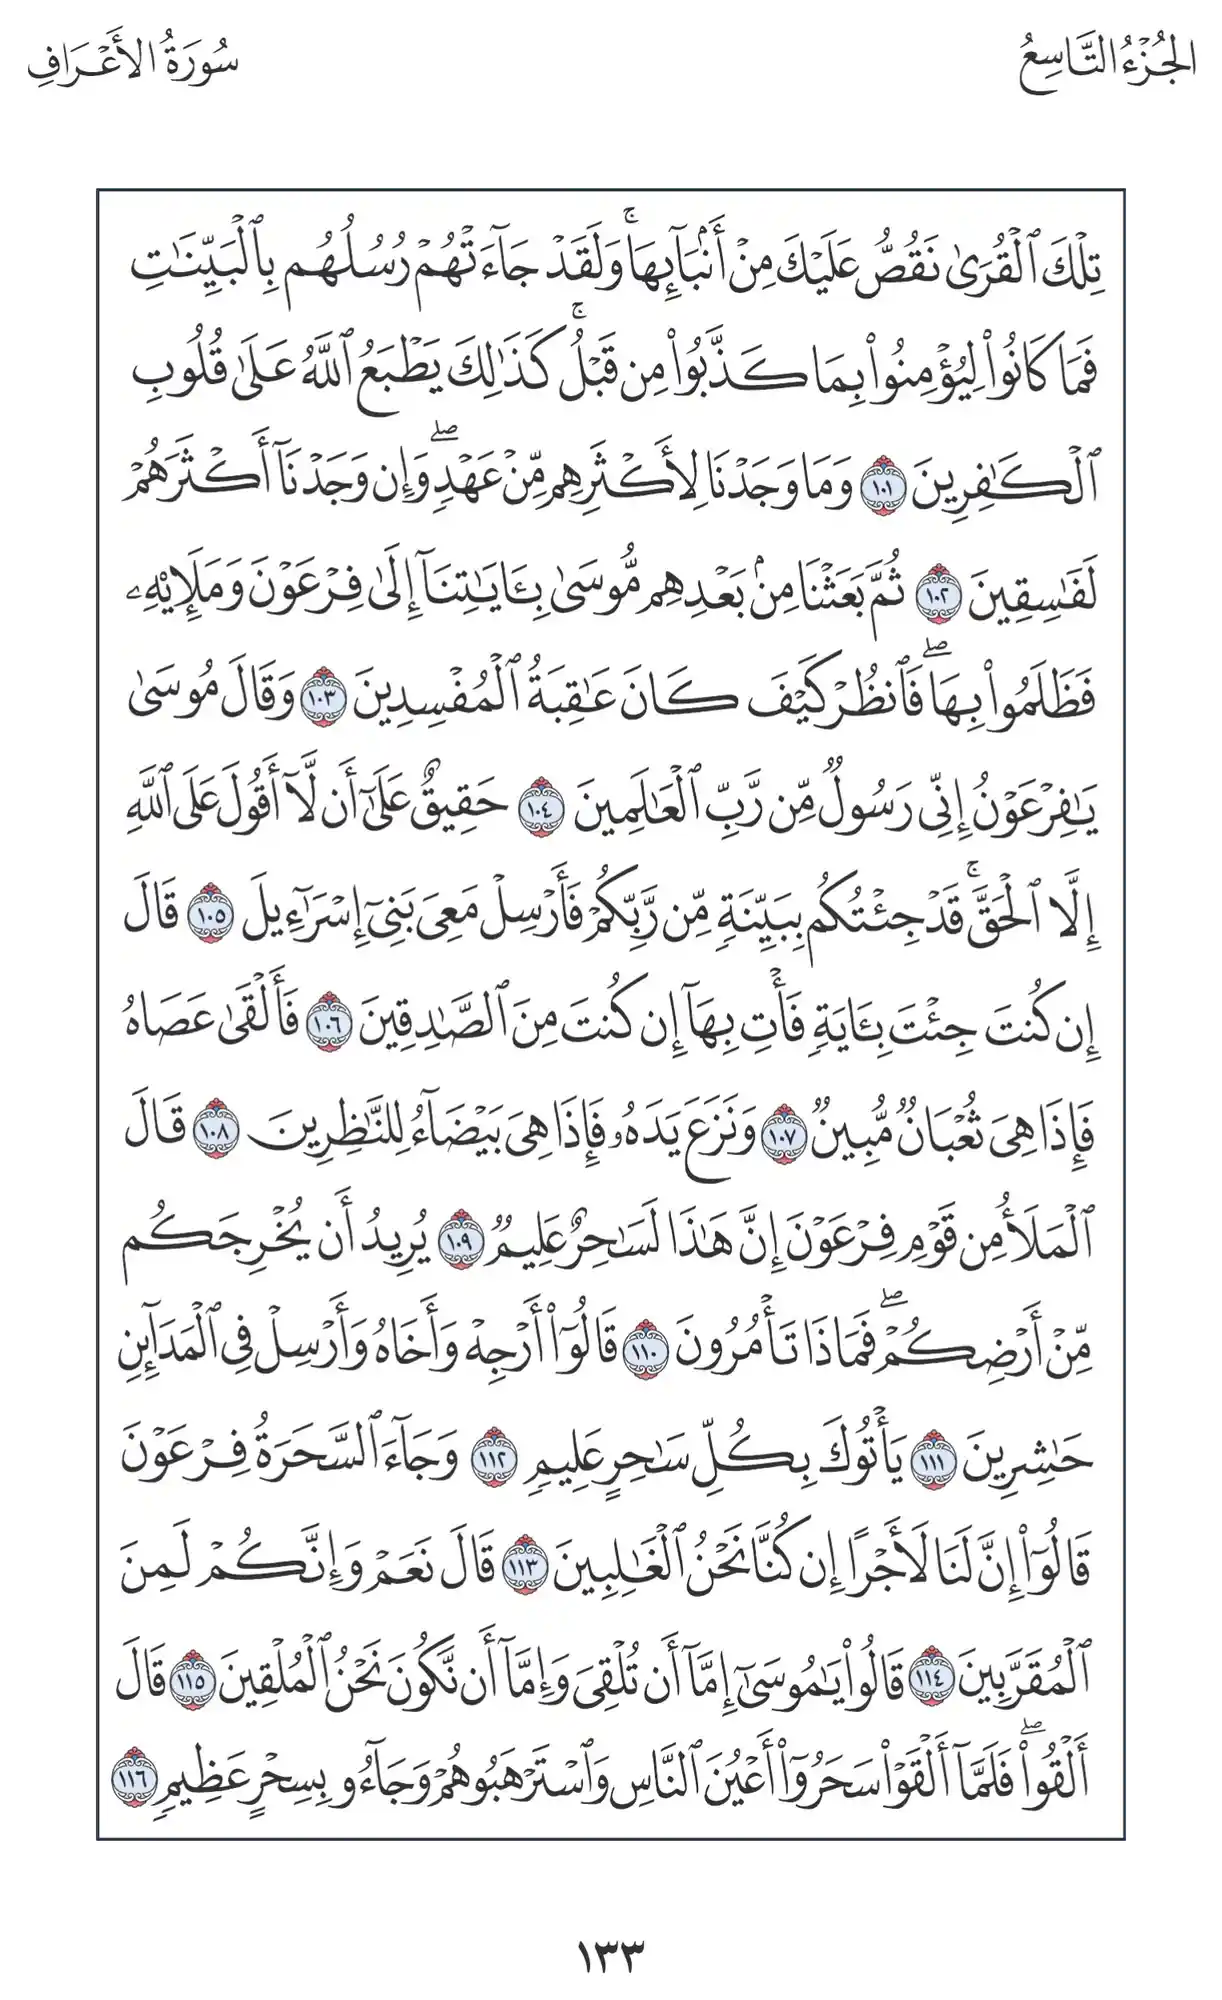 الجُزْءُ التَّاسِعُ
سُورَةُ الأَعْرَافِ
تِلْكَ ٱلْقُرَىٰ نَقُصُّ عَلَيْكَ مِنْ أَنۢبَآئِهَاۚ وَلَقَدْ جَآءَتْهُمْ رُسُلُهُم بِٱلْبَيِّنَٰتِ
فَمَا كَانُوا۟ لِيُؤْمِنُوا۟ بِمَا كَذَّبُوا۟ مِن قَبْلُۚ كَذَٰلِكَ يَطْبَعُ ٱللَّهُ عَلَىٰ قُلُوبِ
ٱلْكَٰفِرِينَ ١٠١ وَمَا وَجَدْنَا لِأَكْثَرِهِم مِّنْ عَهْدٍۖ وَإِن وَجَدْنَآ أَكْثَرَهُمْ
لَفَٰسِقِينَ ١٠٢ ثُمَّ بَعَثْنَا مِنۢ بَعْدِهِم مُّوسَىٰ بِـَٔايَٰتِنَآ إِلَىٰ فِرْعَوْنَ وَمَلَإِي۟هِۦ
فَظَلَمُوا۟ بِهَاۖ فَٱنظُرْ كَيْفَ كَانَ عَٰقِبَةُ ٱلْمُفْسِدِينَ ١٠٣ وَقَالَ مُوسَىٰ
يَٰفِرْعَوْنُ إِنِّى رَسُولٌ مِّن رَّبِّ ٱلْعَٰلَمِينَ ١٠٤ حَقِيقٌ عَلَىٰٓ أَن لَّآ أَقُولَ عَلَى ٱللَّهِ
إِلَّا ٱلْحَقَّۚ قَدْ جِئْتُكُم بِبَيِّنَةٍ مِّن رَّبِّكُمْ فَأَرْسِلْ مَعِىَ بَنِىٓ إِسْرَٰٓءِيلَ ١٠٥ قَالَ
إِن كُنتَ جِئْتَ بِـَٔايَةٍ فَأْتِ بِهَآ إِن كُنتَ مِنَ ٱلصَّٰدِقِينَ ١٠٦ فَأَلْقَىٰ عَصَاهُ
فَإِذَا هِىَ ثُعْبَانٌ مُّبِينٌ ١٠٧ وَنَزَعَ يَدَهُۥ فَإِذَا هِىَ بَيْضَآءُ لِلنَّٰظِرِينَ ١٠٨ قَالَ
ٱلْمَلَأُ مِن قَوْمِ فِرْعَوْنَ إِنَّ هَٰذَا لَسَٰحِرٌ عَلِيمٌ ١٠٩ يُرِيدُ أَن يُخْرِجَكُم
مِّنْ أَرْضِكُمْۖ فَمَاذَا تَأْمُرُونَ ١١٠ قَالُوٓا۟ أَرْجِهْ وَأَخَاهُ وَأَرْسِلْ فِى ٱلْمَدَآئِنِ
حَٰشِرِينَ ١١١ يَأْتُوكَ بِكُلِّ سَٰحِرٍ عَلِيمٍ ١١٢ وَجَآءَ ٱلسَّحَرَةُ فِرْعَوْنَ
قَالُوٓا۟ إِنَّ لَنَا لَأَجْرًا إِن كُنَّا نَحْنُ ٱلْغَٰلِبِينَ ١١٣ قَالَ نَعَمْ وَإِنَّكُمْ لَمِنَ
ٱلْمُقَرَّبِينَ ١١٤ قَالُوا۟ يَٰمُوسَىٰٓ إِمَّآ أَن تُلْقِىَ وَإِمَّآ أَن نَّكُونَ نَحْنُ ٱلْمُلْقِينَ ١١٥ قَالَ
أَلْقُوا۟ۖ فَلَمَّآ أَلْقَوْا۟ سَحَرُوٓا۟ أَعْيُنَ ٱلنَّاسِ وَٱسْتَرْهَبُوهُمْ وَجَآءُو بِسِحْرٍ عَظِيمٍ ١١٦
١٣٣